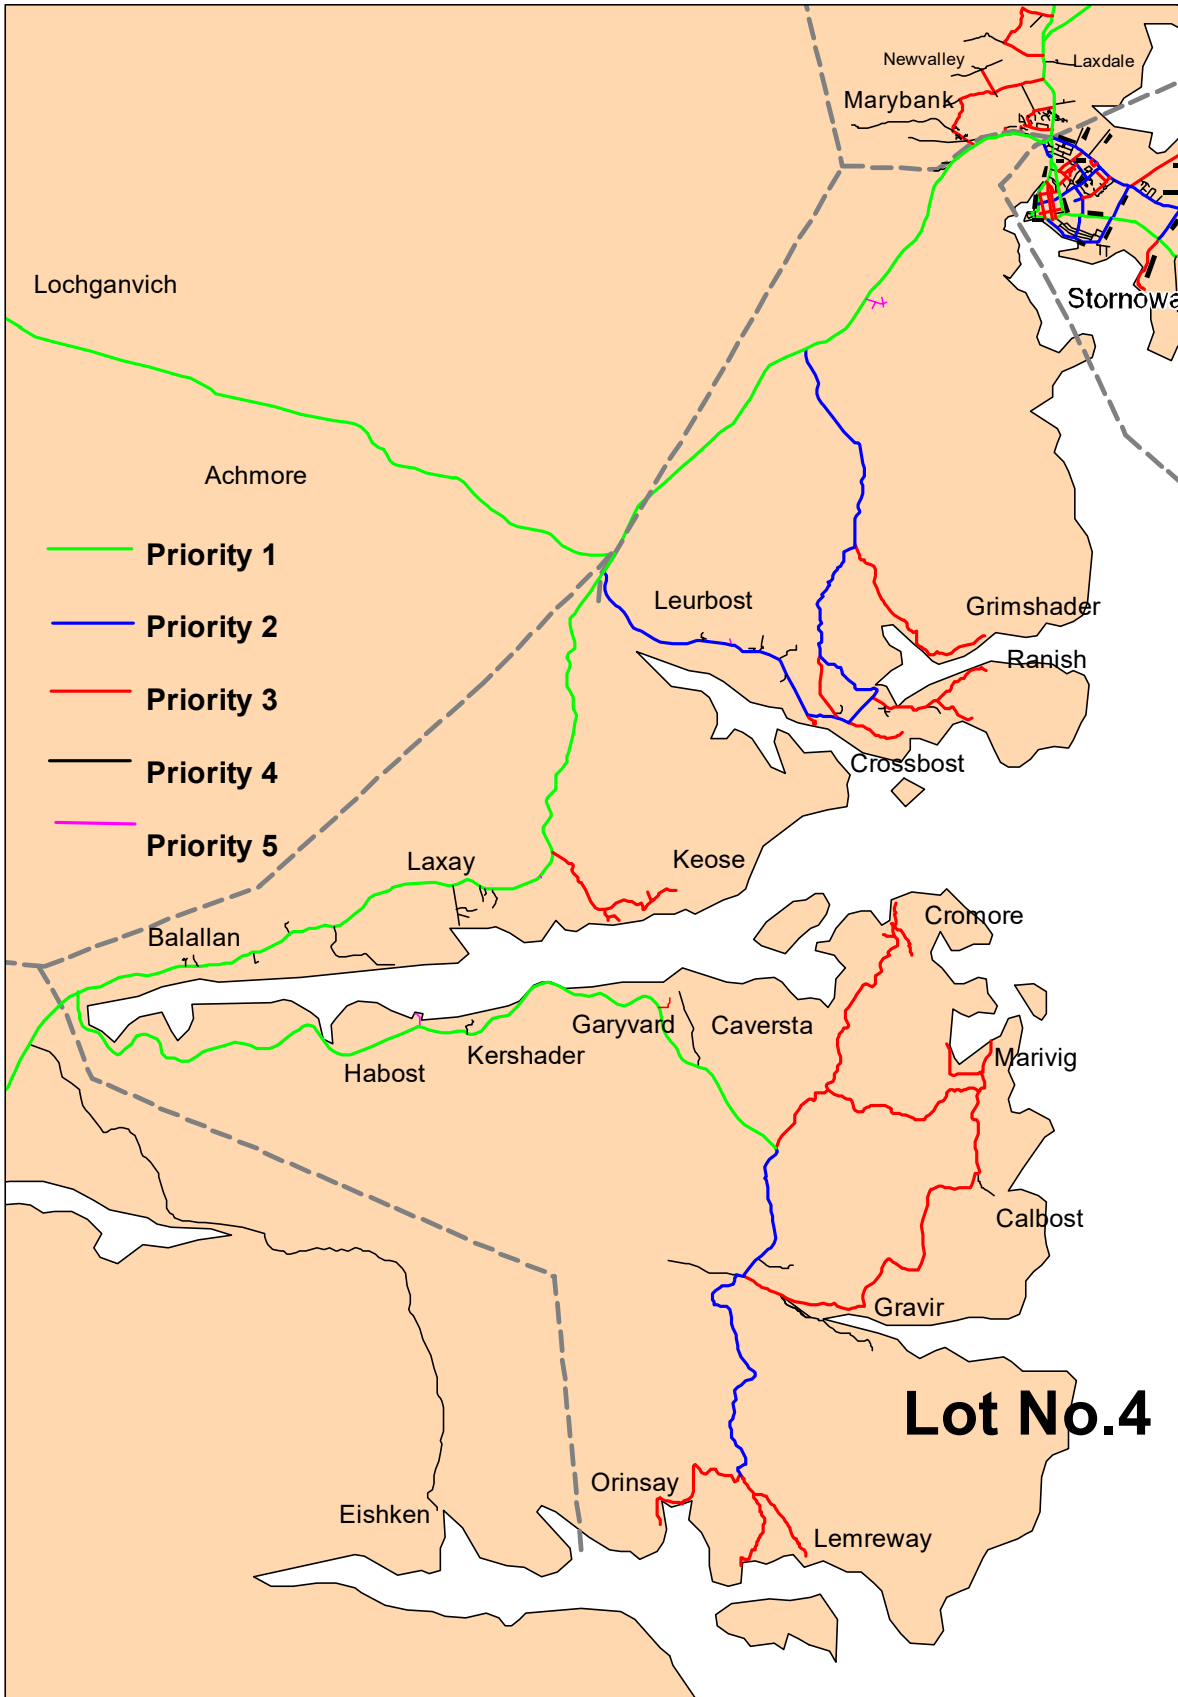 Newvalley
Laxdale
Marybank
Lochganvich
Stornowa
Achmore
Priority 1
Priority 2
Leurbost
Grimshader
Ranish
Priority 3
Priority 4
Crossbost
Priority 5
Laxay
Keose
Cromore
Balallan
Garyvard
Caversta
Kershader
Habost
Marivig
Calbost
Gravir
Lot No.4
Orinsay
Eishken
Lemreway